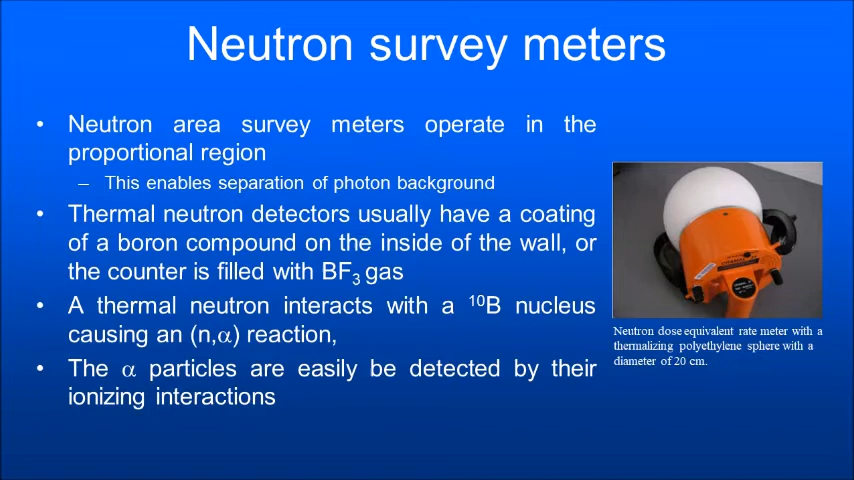 Neutron survey meters
• Neutron area survey meters operate in the
proportional region
– This enables separation of photon background
• Thermal neutron detectors usually have a coating
of a boron compound on the inside of the wall, or
the counter is filled with BF₃ gas
• A thermal neutron interacts with a ¹⁰B nucleus
causing an (n,α) reaction,
• The α particles are easily be detected by their
ionizing interactions
Neutron dose equivalent rate meter with a
thermalizing polyethylene sphere with a
diameter of 20 cm.